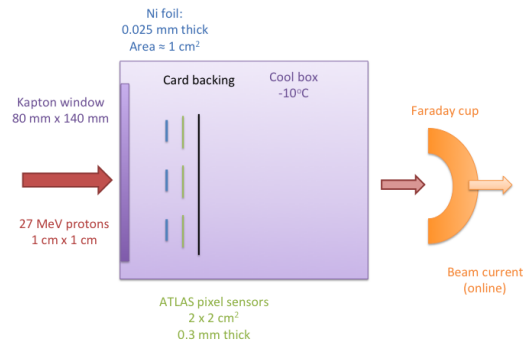 Ni foil:
0.025 mm thick
Area ≈ 1 cm²
Card backing
Cool box
-10°C
Kapton window
80 mm x 140 mm
Faraday cup
27 MeV protons
1 cm x 1 cm
Beam current
(online)
ATLAS pixel sensors
2 x 2 cm²
0.3 mm thick